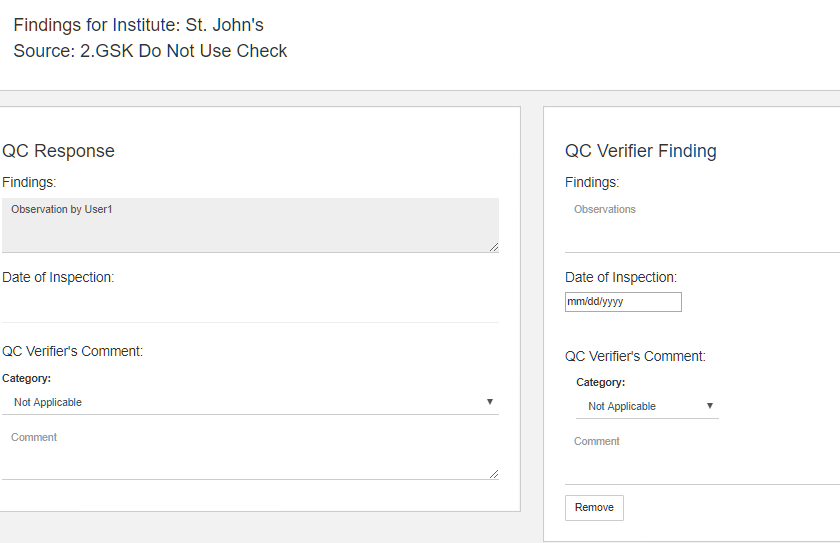 Findings for Institute: St. John's
Source: 2.GSK Do Not Use Check
QC Response
Findings:
Observation by User1
Date of Inspection:
QC Verifier's Comment:
Category:
Not Applicable
Comment
QC Verifier Finding
Findings:
Observations
Date of Inspection:
mm/dd/yyyy
QC Verifier's Comment:
Category:
Not Applicable
Comment
Remove